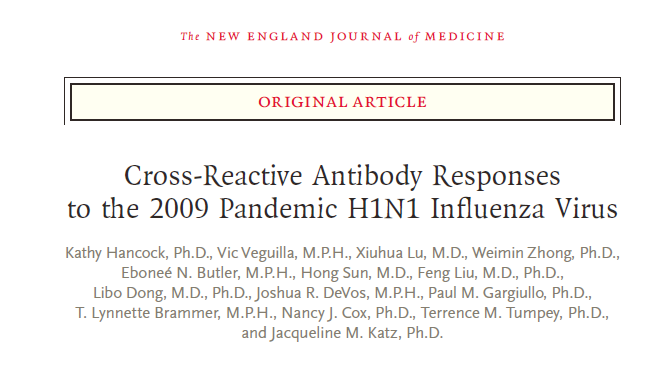 The NEW ENGLAND JOURNAL of MEDICINE
ORIGINAL ARTICLE
Cross-Reactive Antibody Responses
to the 2009 Pandemic H1N1 Influenza Virus
Kathy Hancock, Ph.D., Vic Veguilla, M.P.H., Xiuhua Lu, M.D., Weimin Zhong, Ph.D.,
Eboneé N. Butler, M.P.H., Hong Sun, M.D., Feng Liu, M.D., Ph.D.,
Libo Dong, M.D., Ph.D., Joshua R. DeVos, M.P.H., Paul M. Gargiullo, Ph.D.,
T. Lynnette Brammer, M.P.H., Nancy J. Cox, Ph.D., Terrence M. Tumpey, Ph.D.,
and Jacqueline M. Katz, Ph.D.